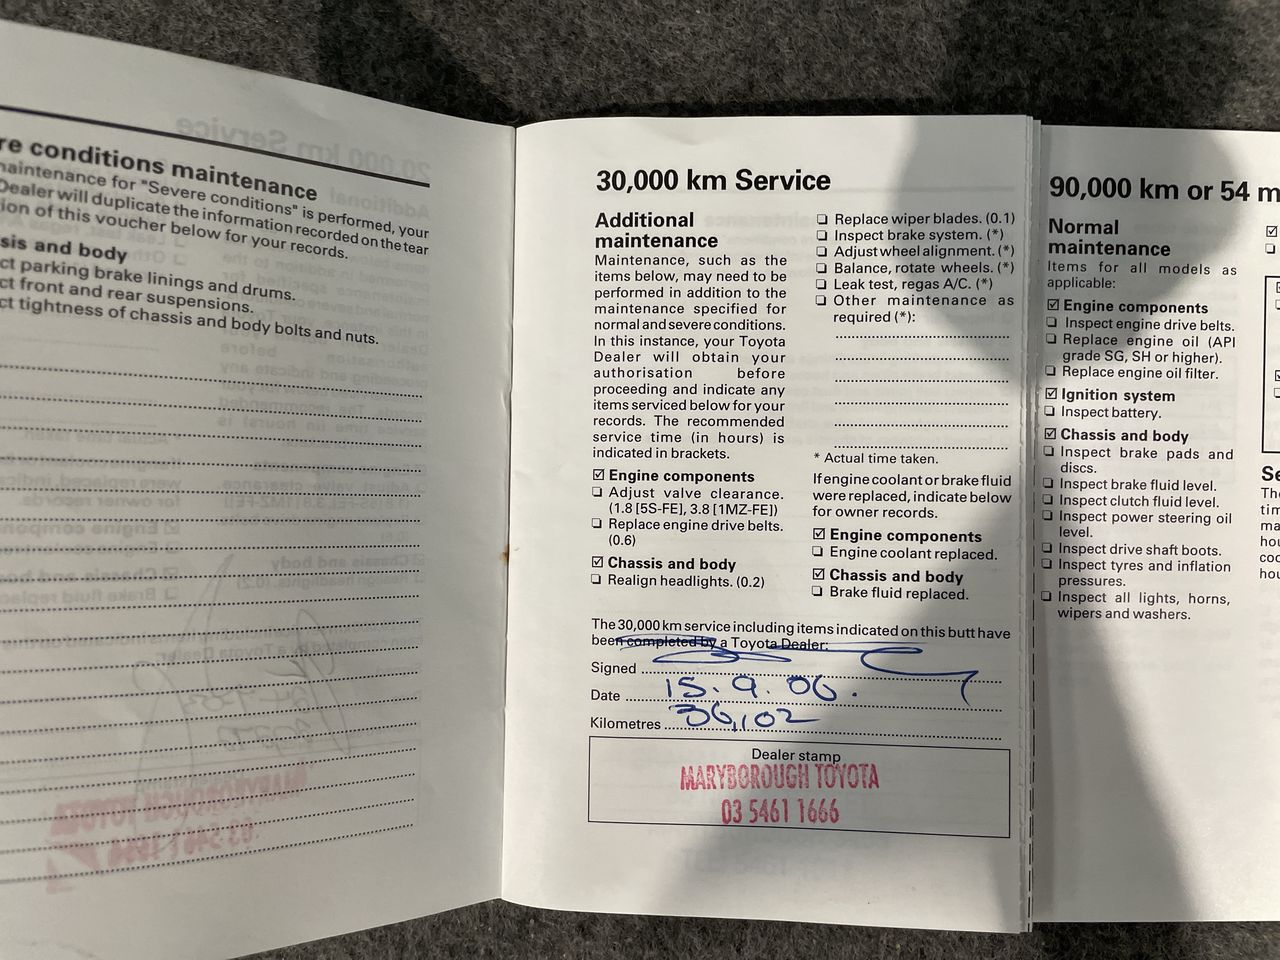 re conditions maintenance
maintenance for "Severe conditions" is performed, your
Dealer will duplicate the information recorded on the tear
ion of this voucher below for your records.
sis and body
ct parking brake linings and drums.
ct front and rear suspensions.
ct tightness of chassis and body bolts and nuts.
30,000 km Service
Additional
maintenance
Maintenance, such as the
items below, may need to be
performed in addition to the
maintenance specified for
normal and severe conditions.
In this instance, your Toyota
Dealer will obtain your
authorisation before
proceeding and indicate any
items serviced below for your
records. The recommended
service time (in hours) is
indicated in brackets.
☑ Engine components
❏ Adjust valve clearance.
(1.8 [5S-FE], 3.8 [1MZ-FE])
❏ Replace engine drive belts.
(0.6)
☑ Chassis and body
❏ Realign headlights. (0.2)
❏ Replace wiper blades. (0.1)
❏ Inspect brake system. (*)
❏ Adjust wheel alignment. (*)
❏ Balance, rotate wheels. (*)
❏ Leak test, regas A/C. (*)
❏ Other maintenance as
required (*):
* Actual time taken.
If engine coolant or brake fluid
were replaced, indicate below
for owner records.
☑ Engine components
❏ Engine coolant replaced.
☑ Chassis and body
❏ Brake fluid replaced.
The 30,000 km service including items indicated on this butt have
been completed by a Toyota Dealer:
Signed
Date 15.9.06.
Kilometres 36,102
Dealer stamp
MARYBOROUGH TOYOTA
03 5461 1666
90,000 km or 54 m
Normal
maintenance
Items for all models as
applicable:
☑ Engine components
❏ Inspect engine drive belts.
❏ Replace engine oil (API
grade SG, SH or higher).
❏ Replace engine oil filter.
☑ Ignition system
❏ Inspect battery.
☑ Chassis and body
❏ Inspect brake pads and
discs.
❏ Inspect brake fluid level.
❏ Inspect clutch fluid level.
❏ Inspect power steering oil
level.
❏ Inspect drive shaft boots.
❏ Inspect tyres and inflation
pressures.
❏ Inspect all lights, horns,
wipers and washers.
Se
The
tim
ma
hou
coo
hou